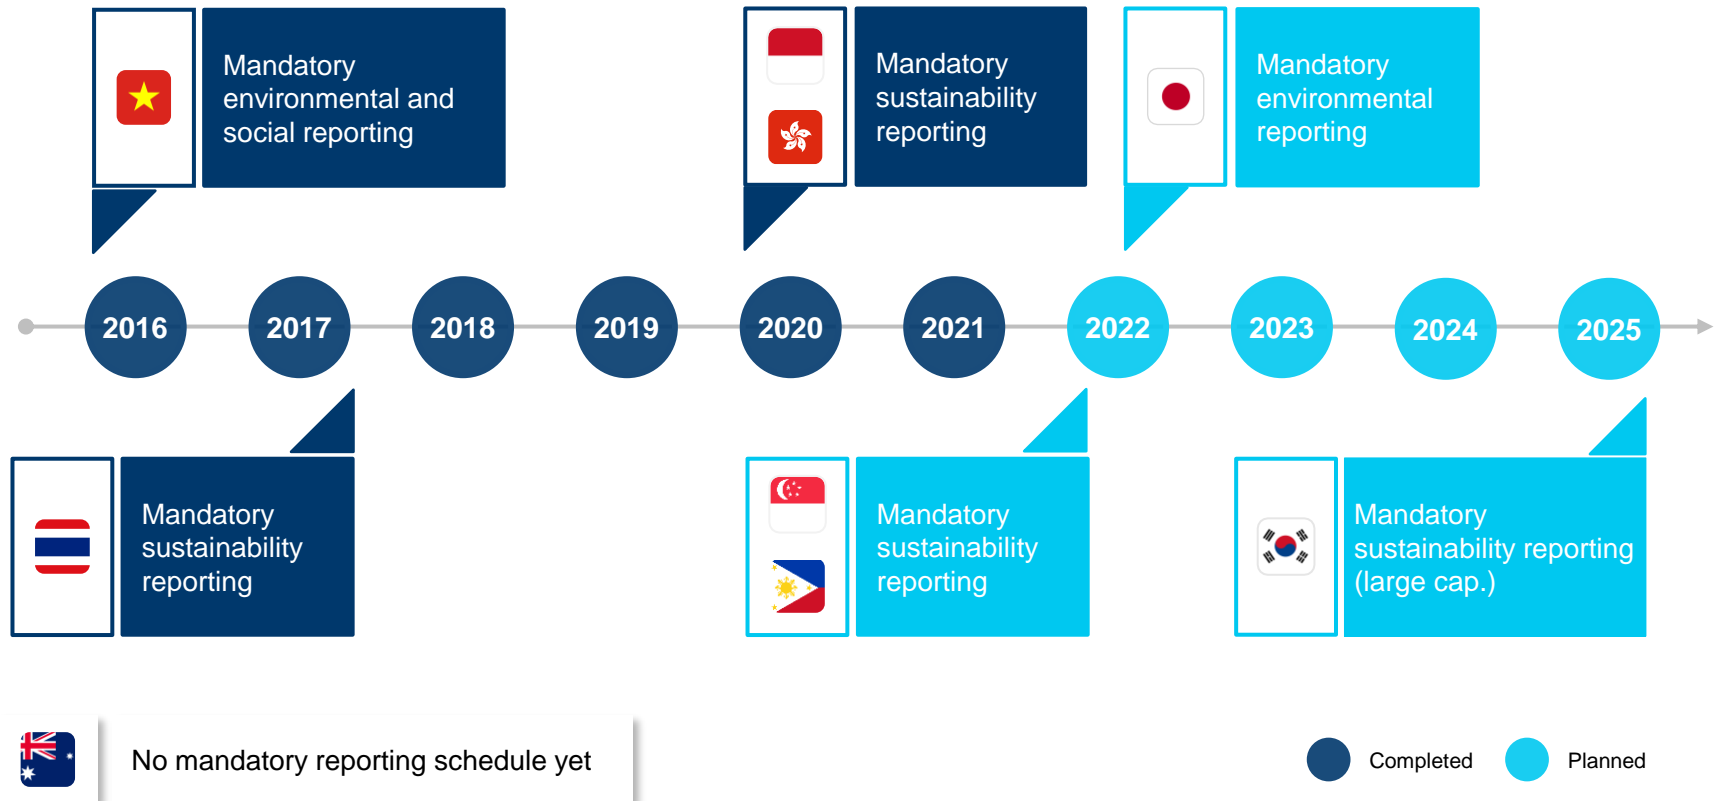 Mandatory
environmental and
social reporting
Mandatory
sustainability
reporting
Mandatory
environmental
reporting
2016
2017
2018
2019
2020
2021
2022
2023
2024
2025
Mandatory
sustainability
reporting
Mandatory
sustainability
reporting
Mandatory
sustainability reporting
(large cap.)
No mandatory reporting schedule yet
Completed
Planned